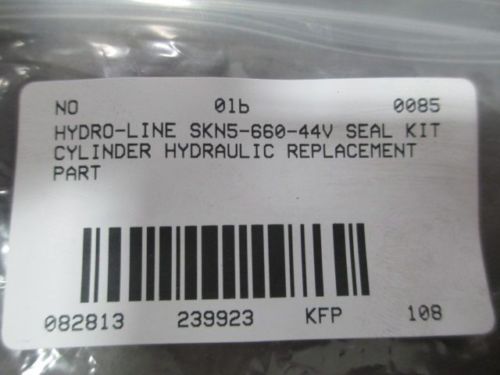 NO 01b 0085
HYDRO-LINE SKN5-660-44V SEAL KIT
CYLINDER HYDRAULIC REPLACEMENT
PART
082813 239923 KFP 108